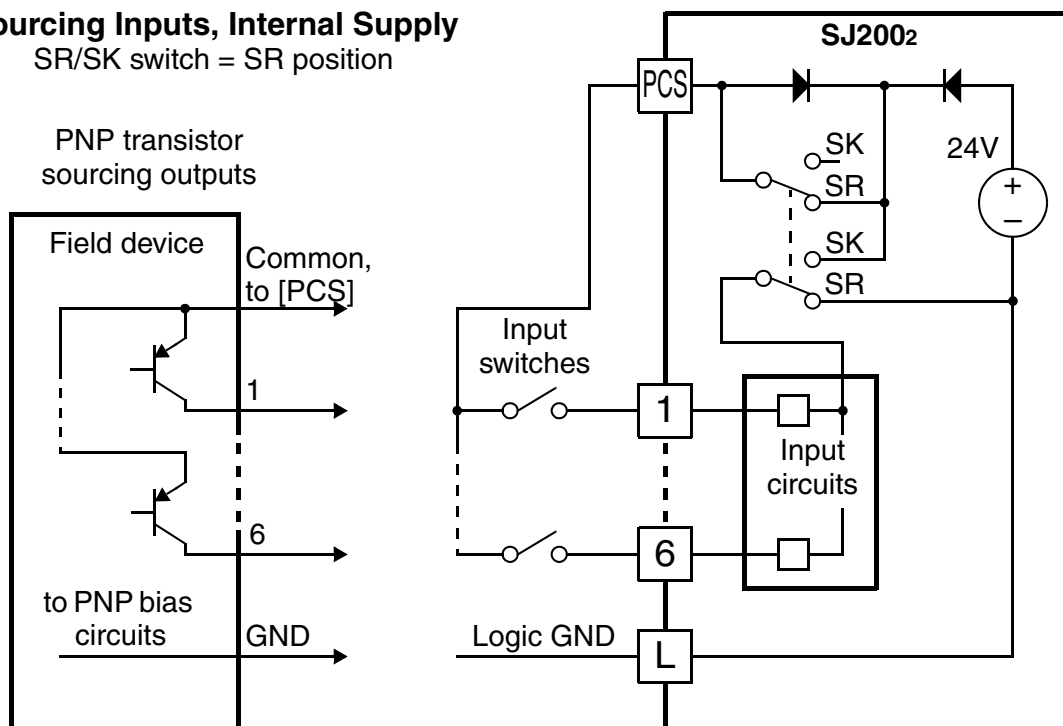 ourcing Inputs, Internal Supply
SR/SK switch = SR position
SJ2002
PCS
PNP transistor
sourcing outputs
SK
24V
SR
+
–
Field device
Common,
to [PCS]
SK
SR
Input
switches
1
1
Input
circuits
6
6
to PNP bias
circuits
GND
Logic GND
L